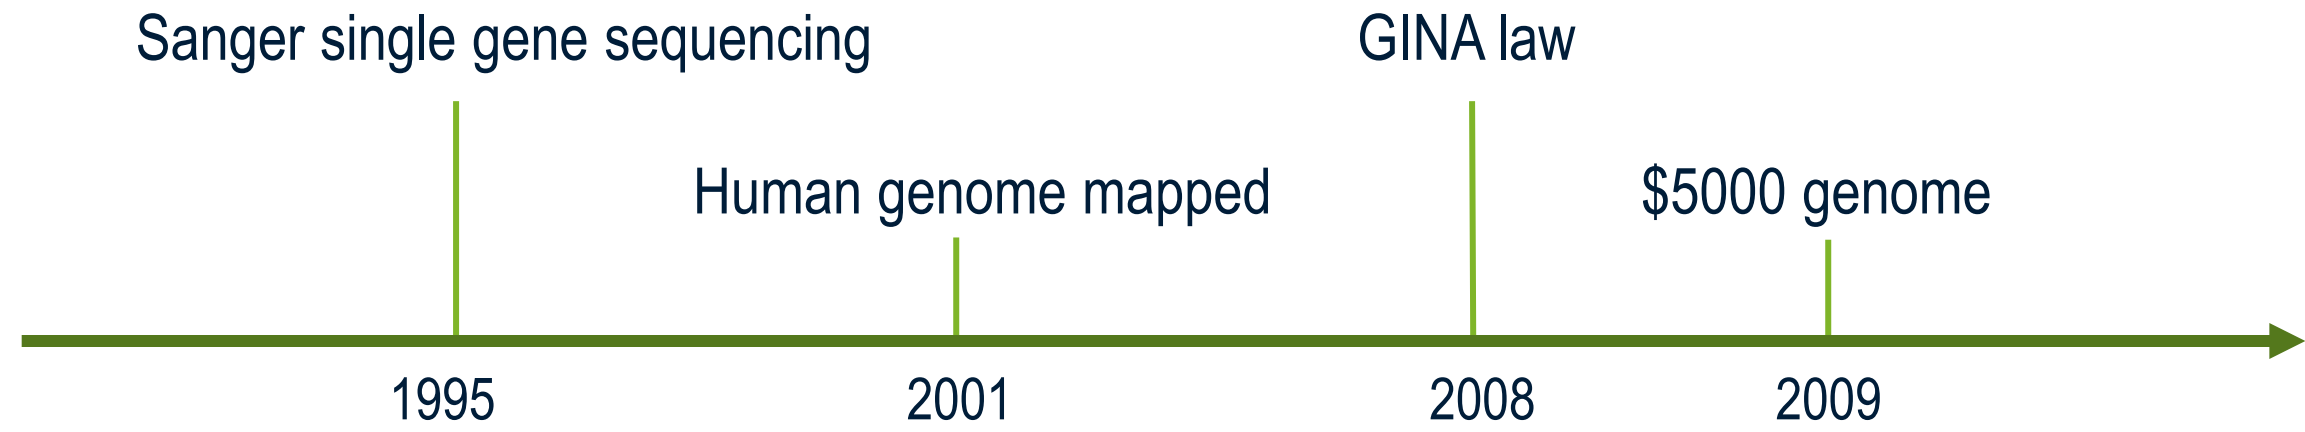 Sanger single gene sequencing
GINA law
Human genome mapped
$5000 genome
1995
2001
2008
2009